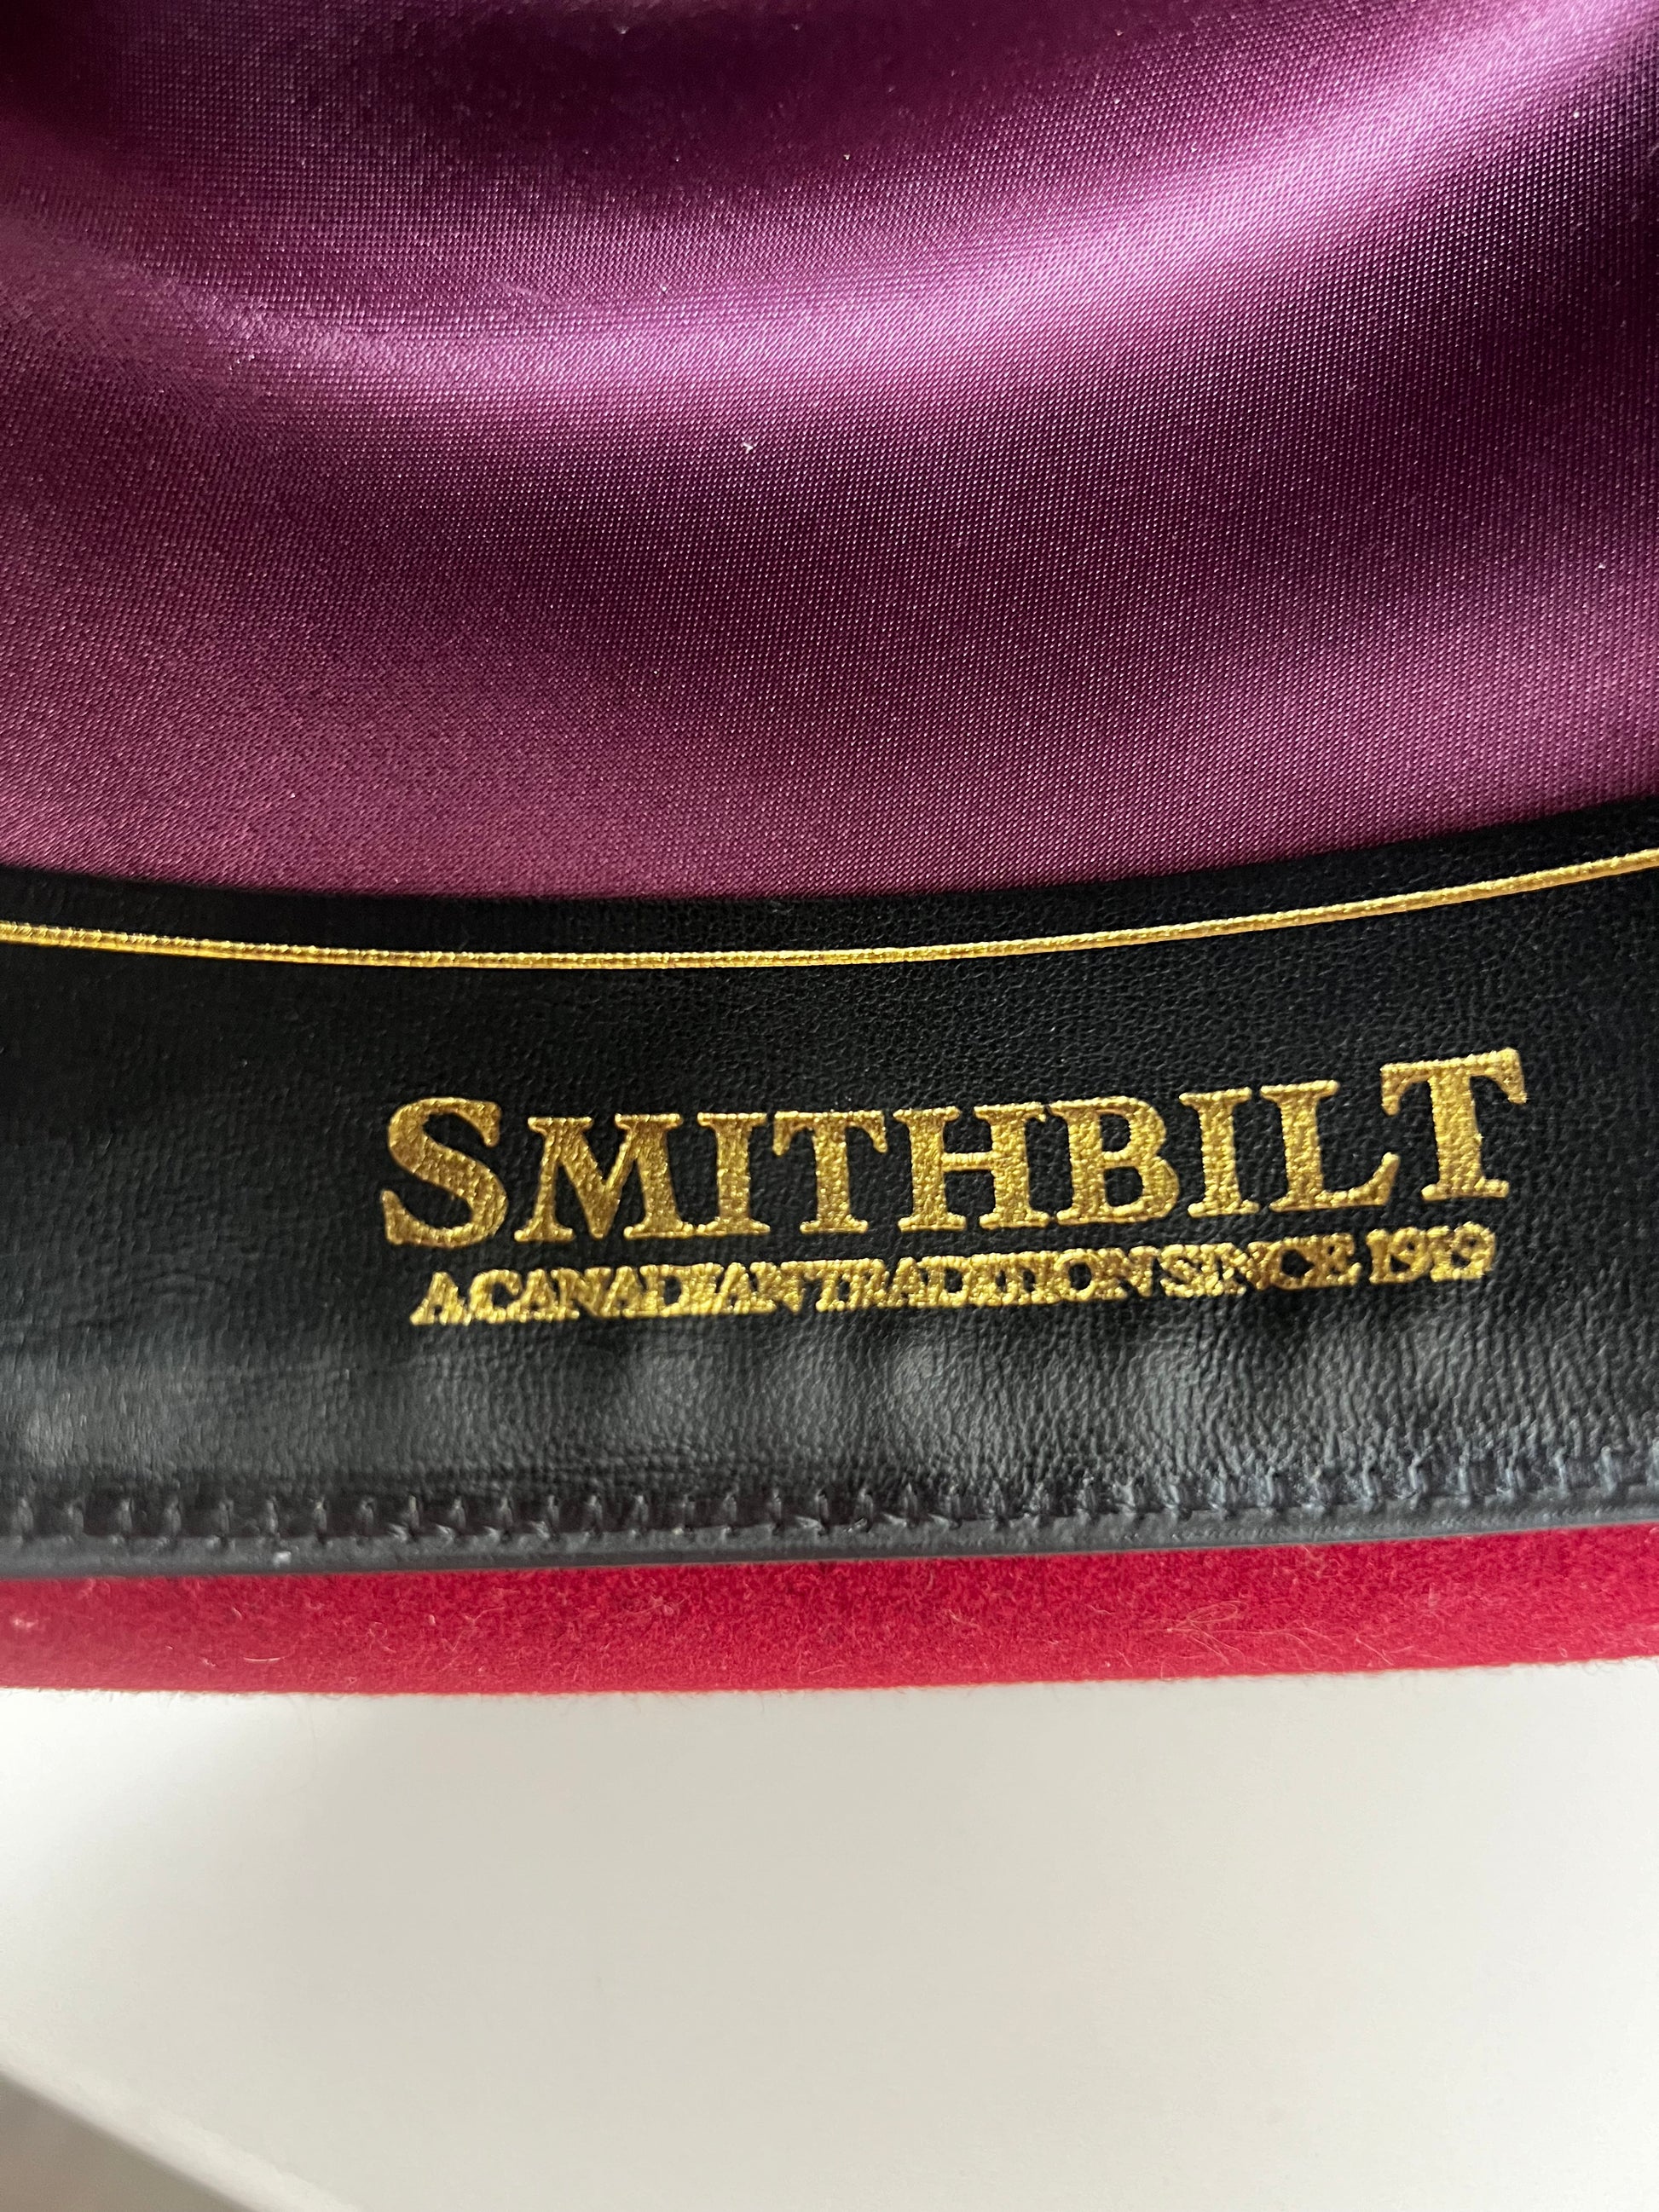 SMITHBILT
A CANADIAN TRADITION SINCE 1919